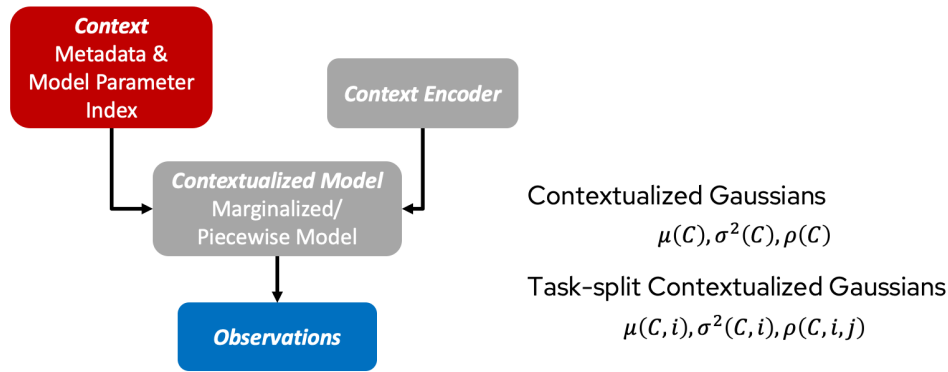 Context
Metadata &
Model Parameter
Index
Context Encoder
Contextualized Model
Marginalized/
Piecewise Model
Observations
Contextualized Gaussians
μ(C), σ²(C), ρ(C)
Task-split Contextualized Gaussians
μ(C, i), σ²(C, i), ρ(C, i, j)